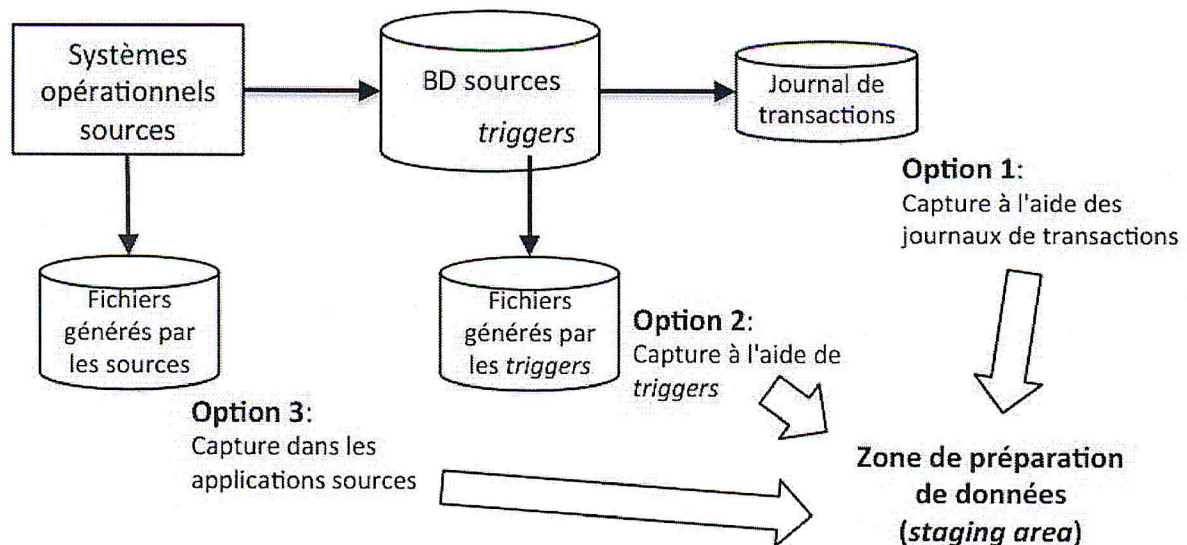 Systèmes
opérationnels
sources
BD sources
triggers
Journal de
transactions
Option 1:
Capture à l'aide des
journaux de transactions
Fichiers
générés par
les sources
Fichiers
générés par
les triggers
Option 2:
Capture à l'aide de
triggers
Option 3:
Capture dans les
applications sources
Zone de préparation
de données
(staging area)